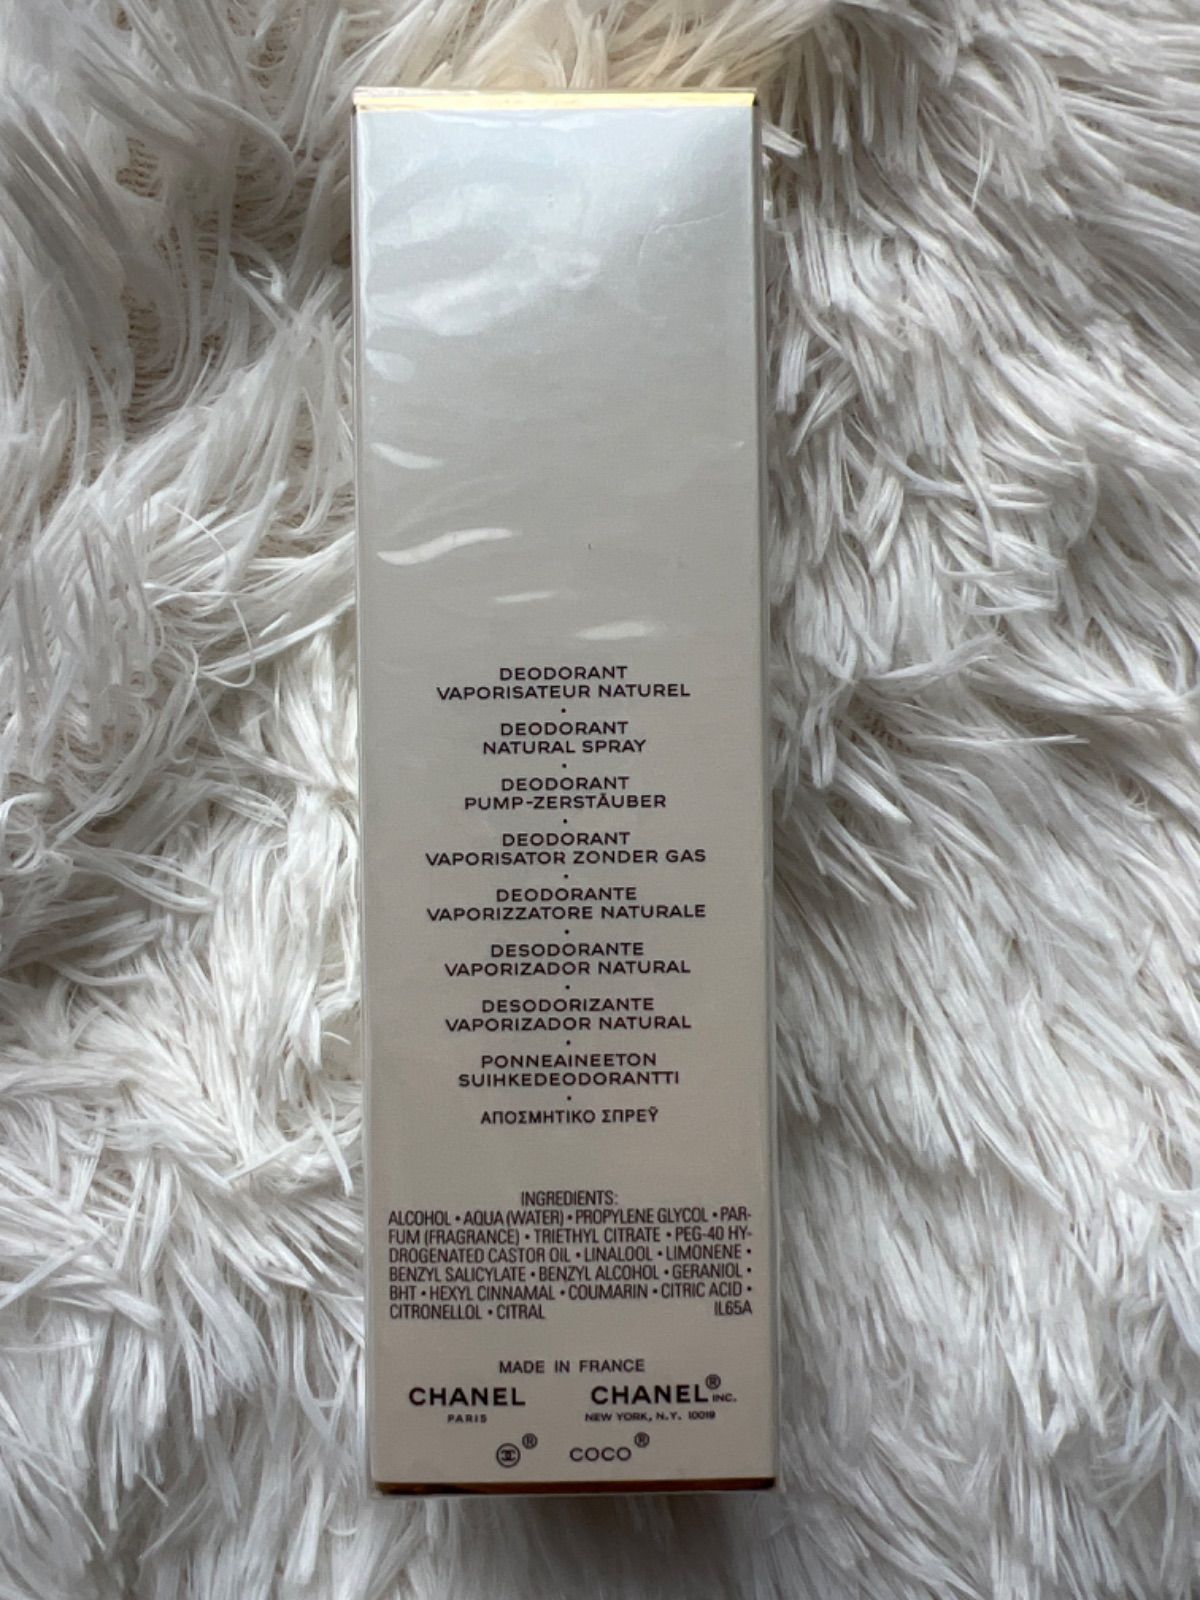 DEODORANT
VAPORISATEUR NATUREL
•
DEODORANT
NATURAL SPRAY
•
DEODORANT
PUMP-ZERSTÄUBER
•
DEODORANT
VAPORISATOR ZONDER GAS
•
DEODORANTE
VAPORIZZATORE NATURALE
•
DESODORANTE
VAPORIZADOR NATURAL
•
DESODORIZANTE
VAPORIZADOR NATURAL
•
PONNEAINEETON
SUIHKEDEODORANTTI
•
ΑΠΟΣΜΗΤΙΚΟ ΣΠΡΕΫ
INGREDIENTS:
ALCOHOL • AQUA (WATER) • PROPYLENE GLYCOL • PAR-
FUM (FRAGRANCE) • TRIETHYL CITRATE • PEG-40 HY-
DROGENATED CASTOR OIL • LINALOOL • LIMONENE •
BENZYL SALICYLATE • BENZYL ALCOHOL • GERANIOL •
BHT • HEXYL CINNAMAL • COUMARIN • CITRIC ACID •
CITRONELLOL • CITRAL IL65A
MADE IN FRANCE
CHANEL CHANEL® INC.
PARIS NEW YORK, N.Y. 10019
® COCO®